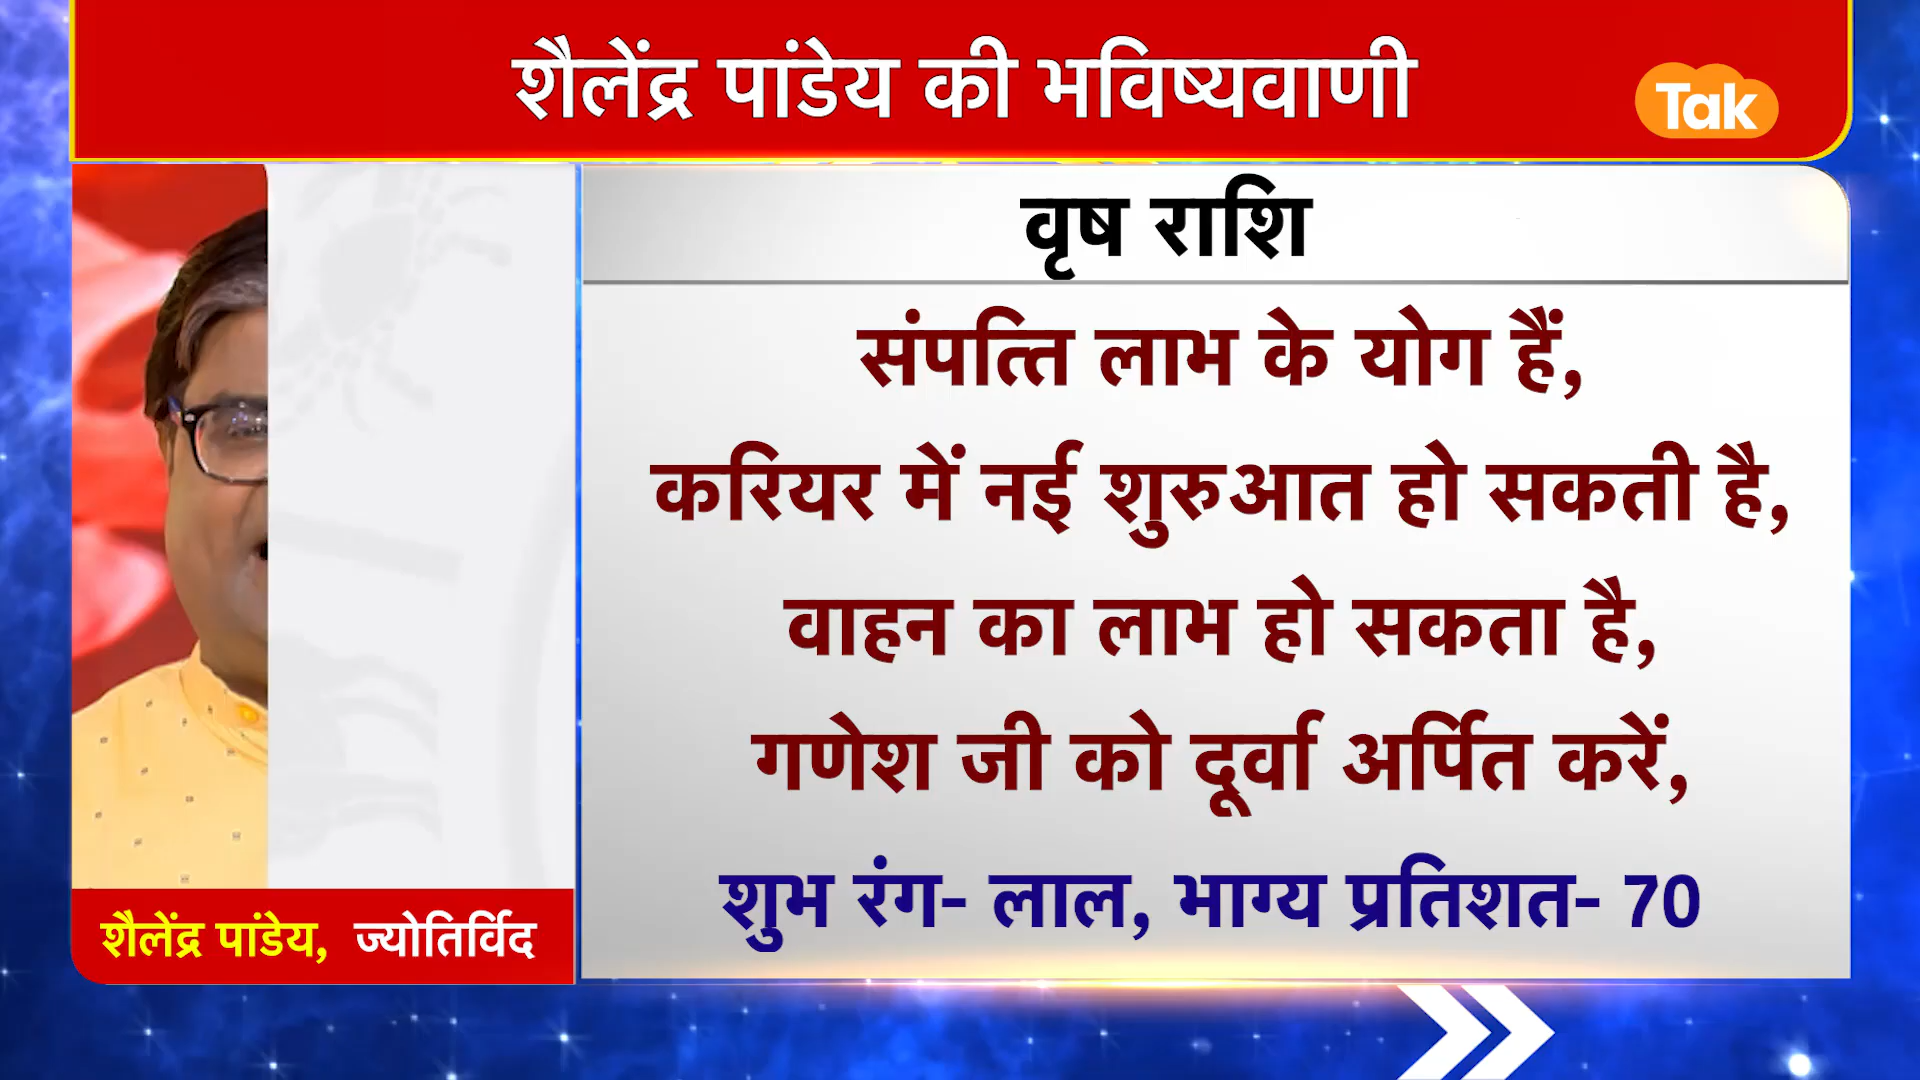 शैलेंद्र पांडेय की भविष्यवाणी
Tak
वृष राशि
संपत्ति लाभ के योग हैं,
करियर में नई शुरुआत हो सकती है,
वाहन का लाभ हो सकता है,
गणेश जी को दूर्वा अर्पित करें,
शुभ रंग- लाल, भाग्य प्रतिशत- 70
शैलेंद्र पांडेय, ज्योतिर्विद